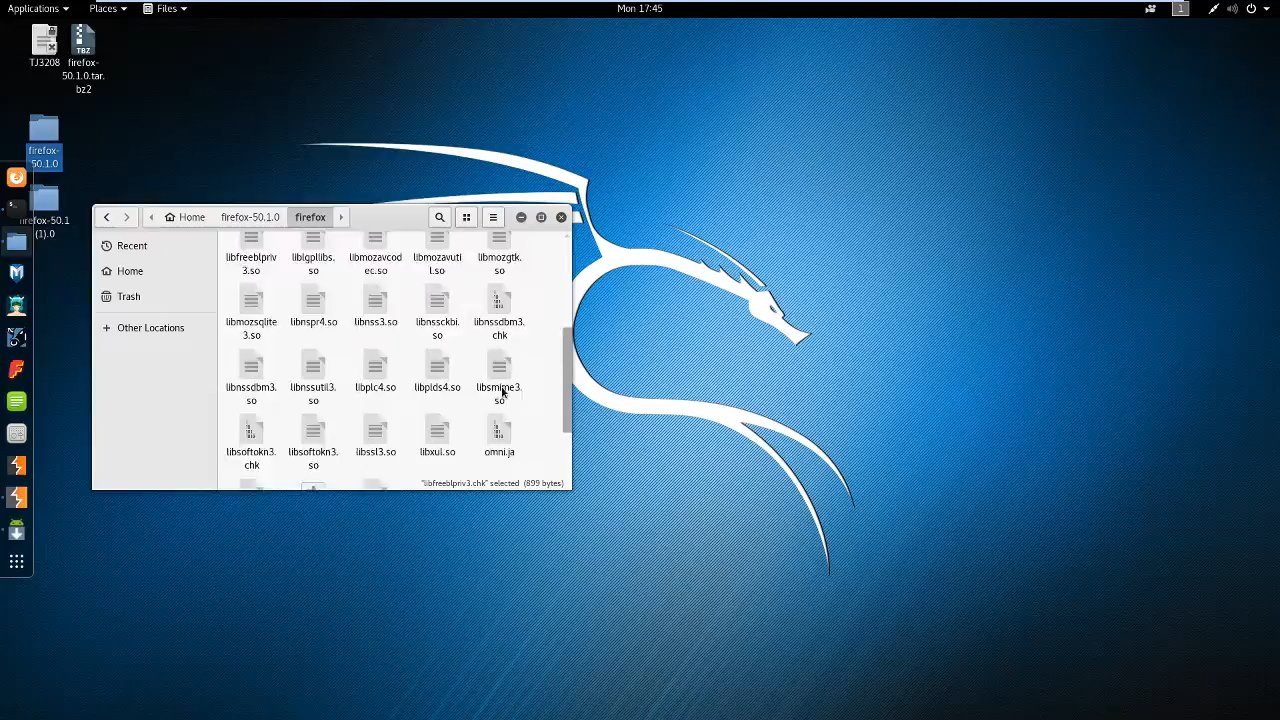 Applications Places Files Mon 17:45 1
TJ3208
firefox-
50.1.0.tar.
bz2
TBZ
firefox-
50.1.0
firefox-50.1
(1).0
Home firefox-50.1.0 firefox
Recent
Home
Trash
Other Locations
libfreeblpriv liblgpllibs. libmozavcod libmozavuti libmozgtk.
3.so so ec.so l.so so
libmozsqlite libnspr4.so libnss3.so libnssckbi. libnssdbm3.
3.so so chk
libnssdbm3. libnssutil3. libplc4.so libplds4.so libsmime3.
so so so
libsoftokn3. libsoftokn3. libssl3.so libxul.so omni.ja
chk so
"libfreeblpriv3.chk" selected (899 bytes)